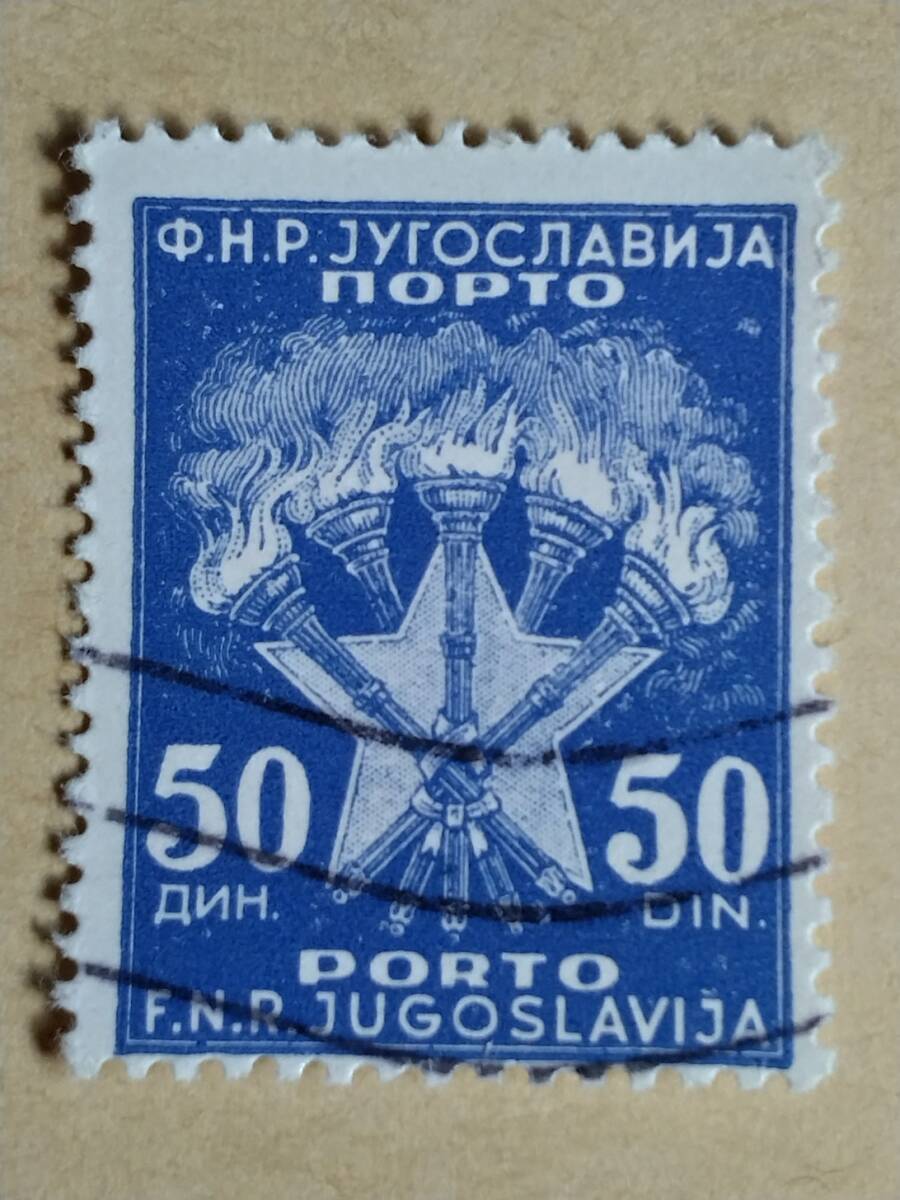 Ф.Н.Р. ЈУГОСЛАВИЈА
ПОРТО
50 50
ДИН. DIN.
PORTO
F.N.R. JUGOSLAVIJA